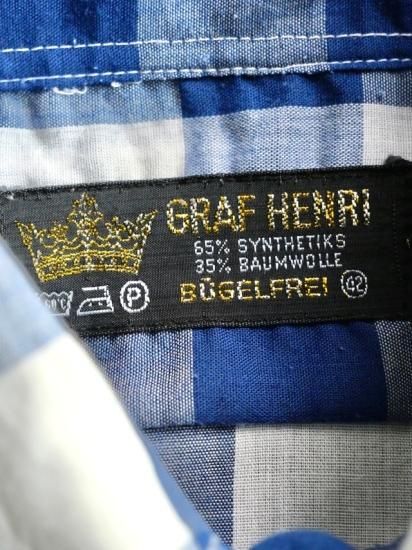 GRAF HENRI
65% SYNTHETIKS
35% BAUMWOLLE
BÜGELFREI 42
P